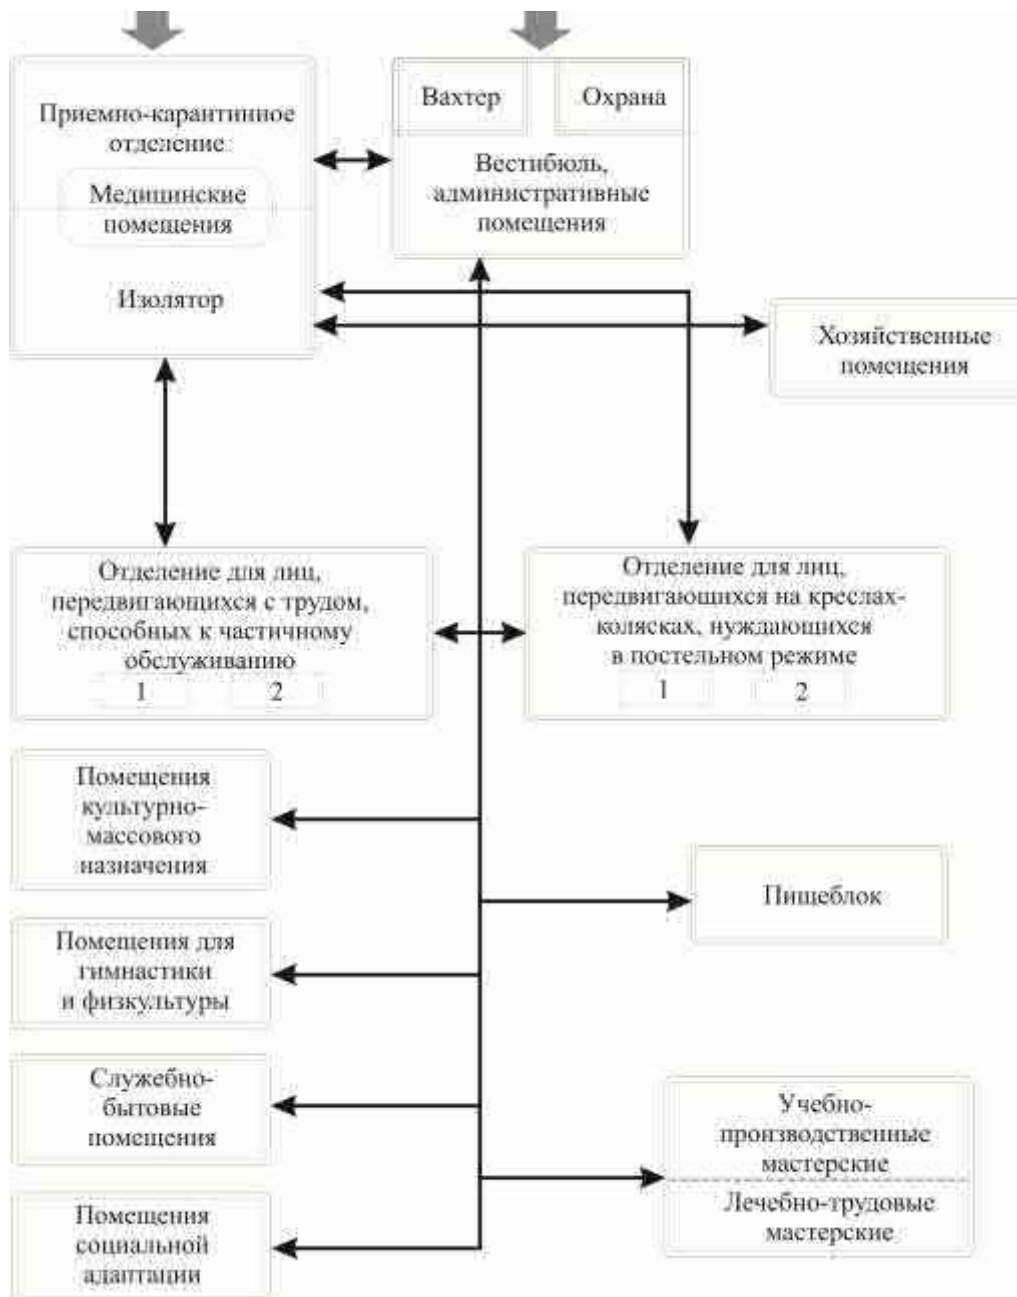 Приемно-карантинное
отделение
Медицинские
помещения
Изолятор
Вахтер
Охрана
Вестибюль,
административные
помещения
Хозяйственные
помещения
Отделение для лиц,
передвигающихся с трудом,
способных к частичному
обслуживанию
1
2
Отделение для лиц,
передвигающихся на креслах-
колясках, нуждающихся
в постельном режиме
1
2
Помещения
культурно-
массового
назначения
Пищеблок
Помещения для
гимнастики
и физкультуры
Служебно-
бытовые
помещения
Учебно-
производственные
мастерские
Лечебно-трудовые
мастерские
Помещения
социальной
адаптации